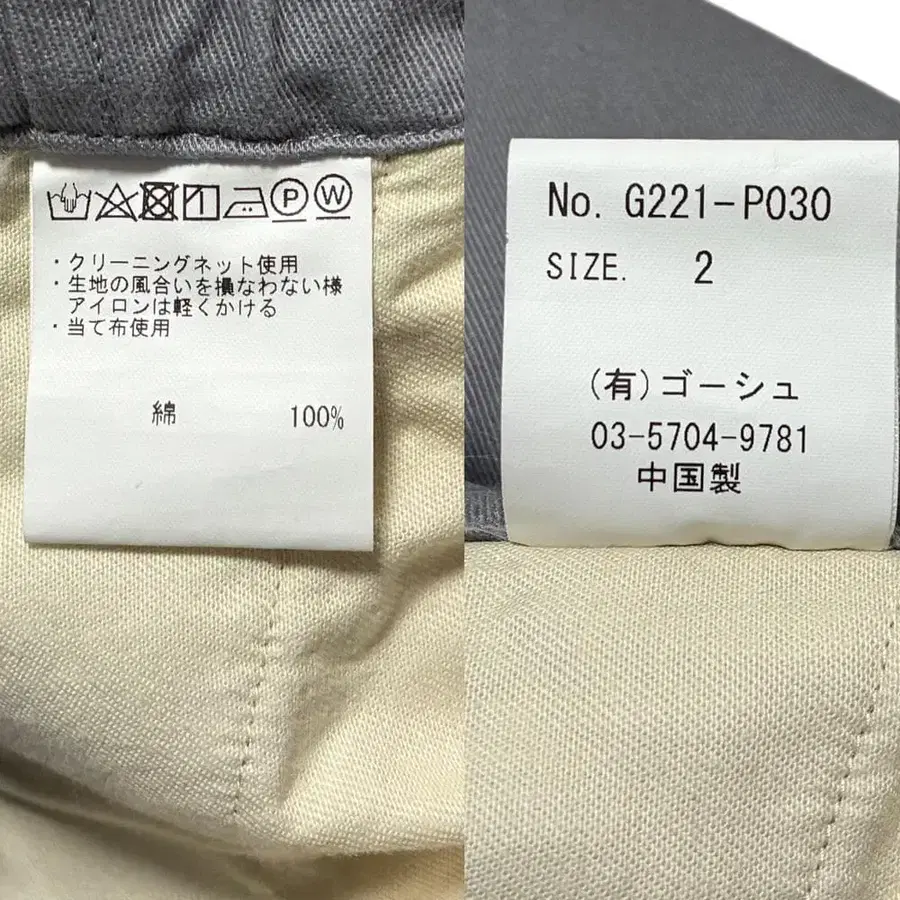 P W
・クリーニングネット使用
・生地の風合いを損なわない様
アイロンは軽くかける
・当て布使用
綿 100%
No. G221-P030
SIZE. 2
(有)ゴーシュ
03-5704-9781
中国製